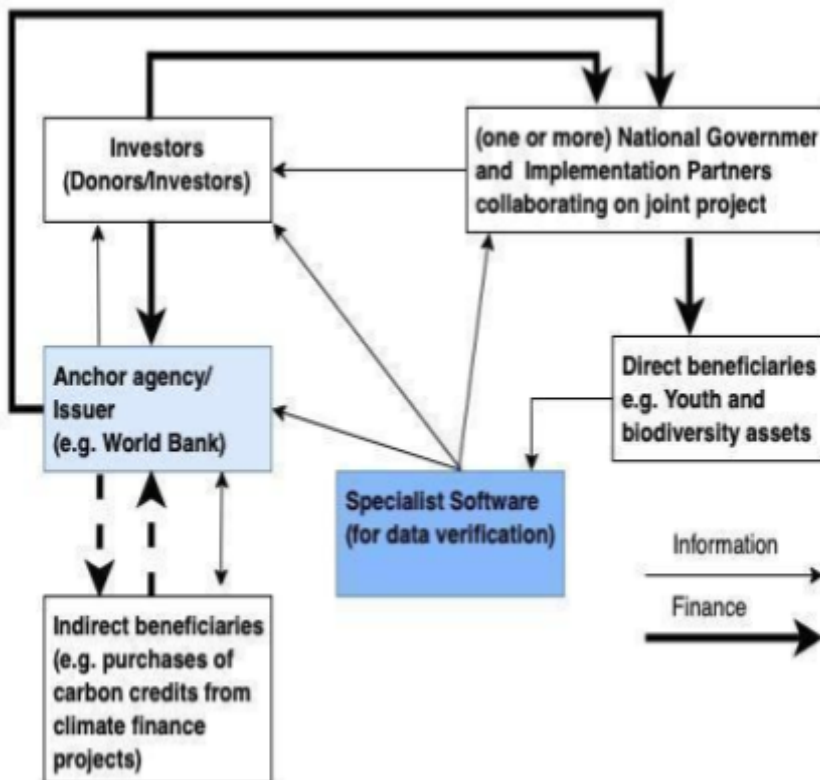 Investors
(Donors/Investors)
(one or more) National Governmer
and Implementation Partners
collaborating on joint project
Anchor agency/
Issuer
(e.g. World Bank)
Direct beneficiaries
e.g. Youth and
biodiversity assets
Specialist Software
(for data verification)
Information
Finance
Indirect beneficiaries
(e.g. purchases of
carbon credits from
climate finance
projects)